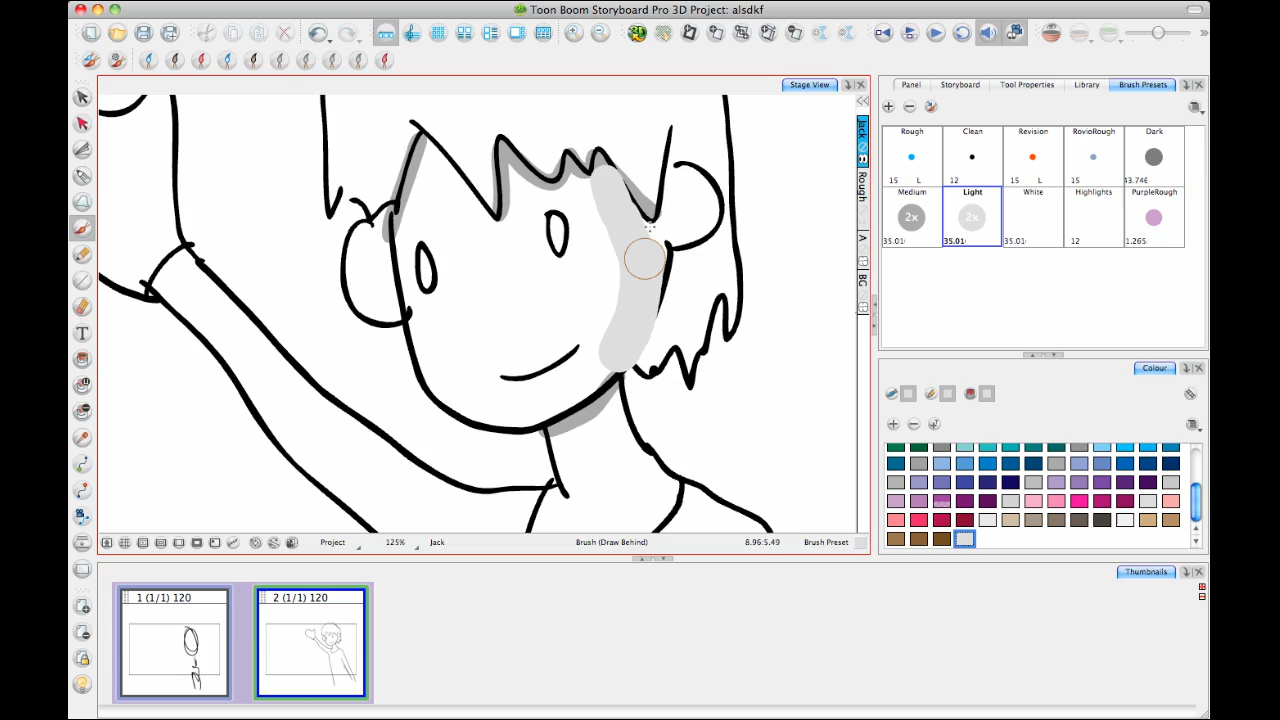 Toon Boom Storyboard Pro 3D Project: alsdkf
Stage View
Panel Storyboard Tool Properties Library Brush Presets
Rough Clean Revision RovioRough Dark
15 L 12 15 L 15 43.746
Medium Light White Highlights PurpleRough
2x 2x
35.01 35.01 35.01 12 1.265
Jack
Rough
A
BG
T
Colour
Project 125% Jack Brush (Draw Behind) 8.96:5.49 Brush Preset
Thumbnails
1 (1/1) 120 2 (1/1) 120